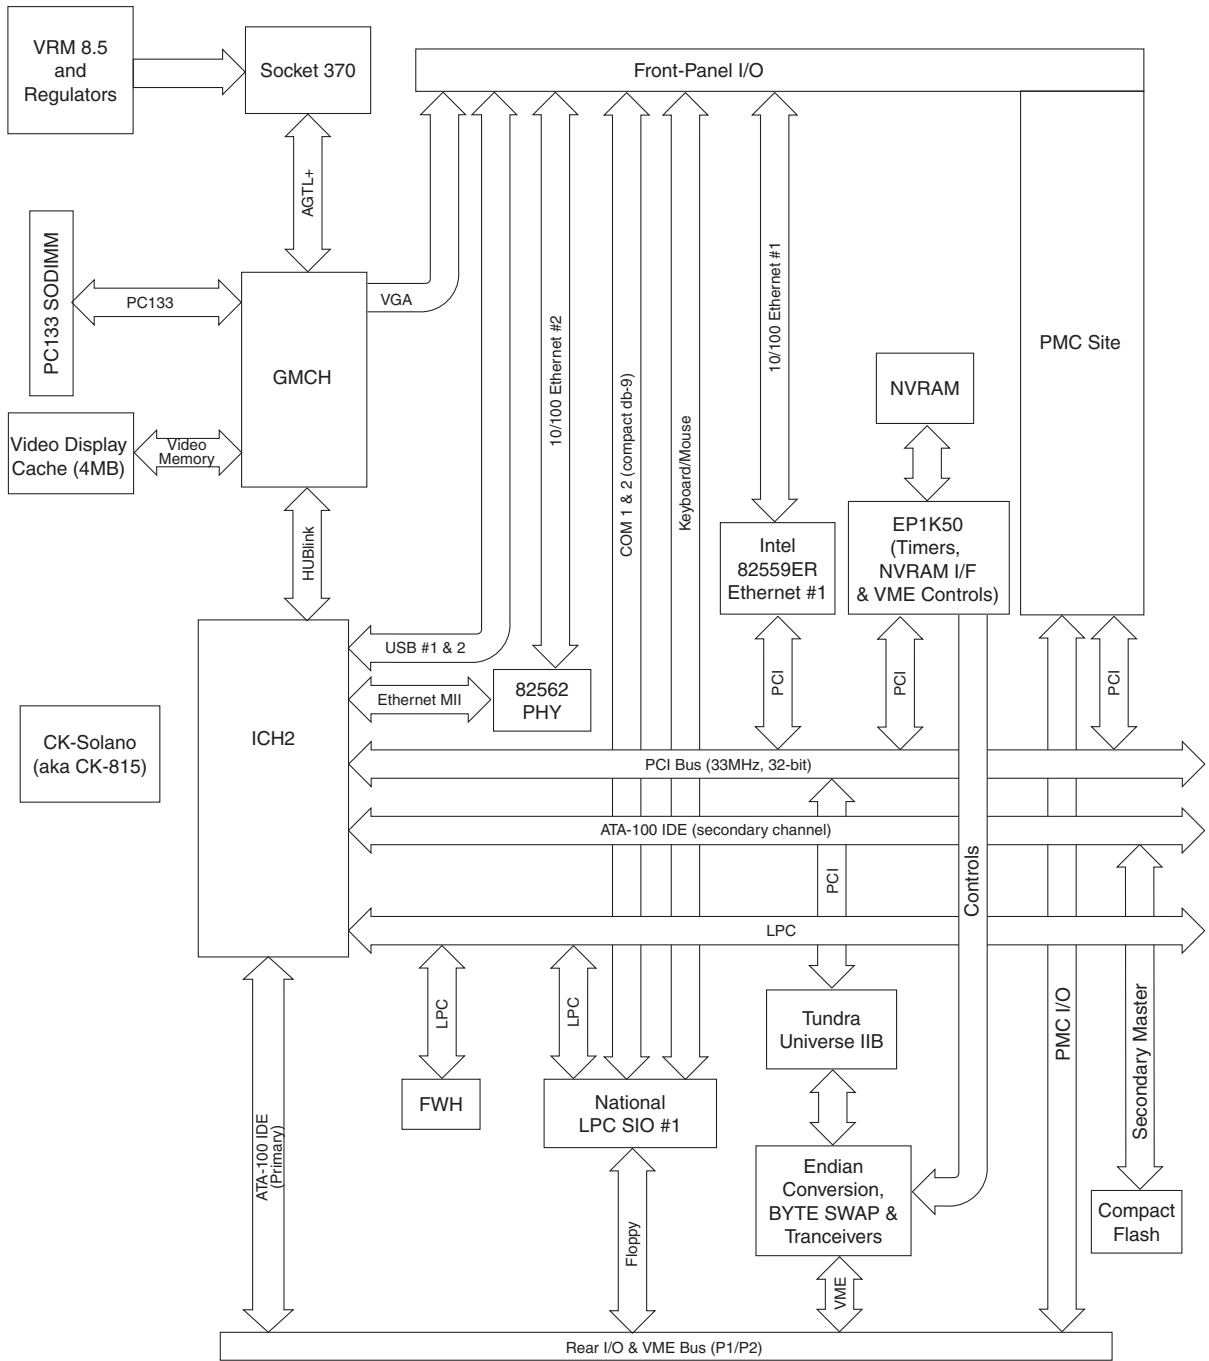 VRM 8.5
and
Regulators
Socket 370
Front-Panel I/O
AGTL+
PC133 SODIMM
PC133
GMCH
VGA
Video Display
Cache (4MB)
Video
Memory
HUBlink
10/100 Ethernet #2
COM 1 & 2 (compact db-9)
Keyboard/Mouse
10/100 Ethernet #1
NVRAM
PMC Site
Intel
82559ER
Ethernet #1
EP1K50
(Timers,
NVRAM I/F
& VME Controls)
USB #1 & 2
Ethernet MII
82562
PHY
PCI
PCI
PCI
CK-Solano
(aka CK-815)
ICH2
PCI Bus (33MHz, 32-bit)
ATA-100 IDE (secondary channel)
PCI
Controls
LPC
LPC
LPC
FWH
National
LPC SIO #1
Tundra
Universe IIB
PMC I/O
Secondary Master
ATA-100 IDE
(Primary)
Floppy
Endian
Conversion,
BYTE SWAP &
Tranceivers
Compact
Flash
VME
Rear I/O & VME Bus (P1/P2)